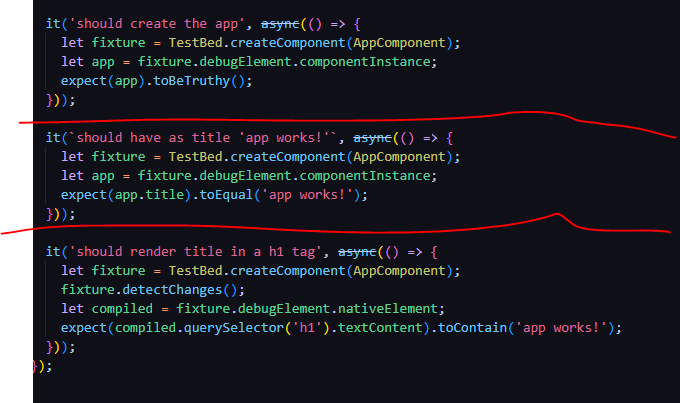 it('should create the app', async(() => {
let fixture = TestBed.createComponent(AppComponent);
let app = fixture.debugElement.componentInstance;
expect(app).toBeTruthy();
}));
it(`should have as title 'app works!'`, async(() => {
let fixture = TestBed.createComponent(AppComponent);
let app = fixture.debugElement.componentInstance;
expect(app.title).toEqual('app works!');
}));
it('should render title in a h1 tag', async(() => {
let fixture = TestBed.createComponent(AppComponent);
fixture.detectChanges();
let compiled = fixture.debugElement.nativeElement;
expect(compiled.querySelector('h1').textContent).toContain('app works!');
}));
});